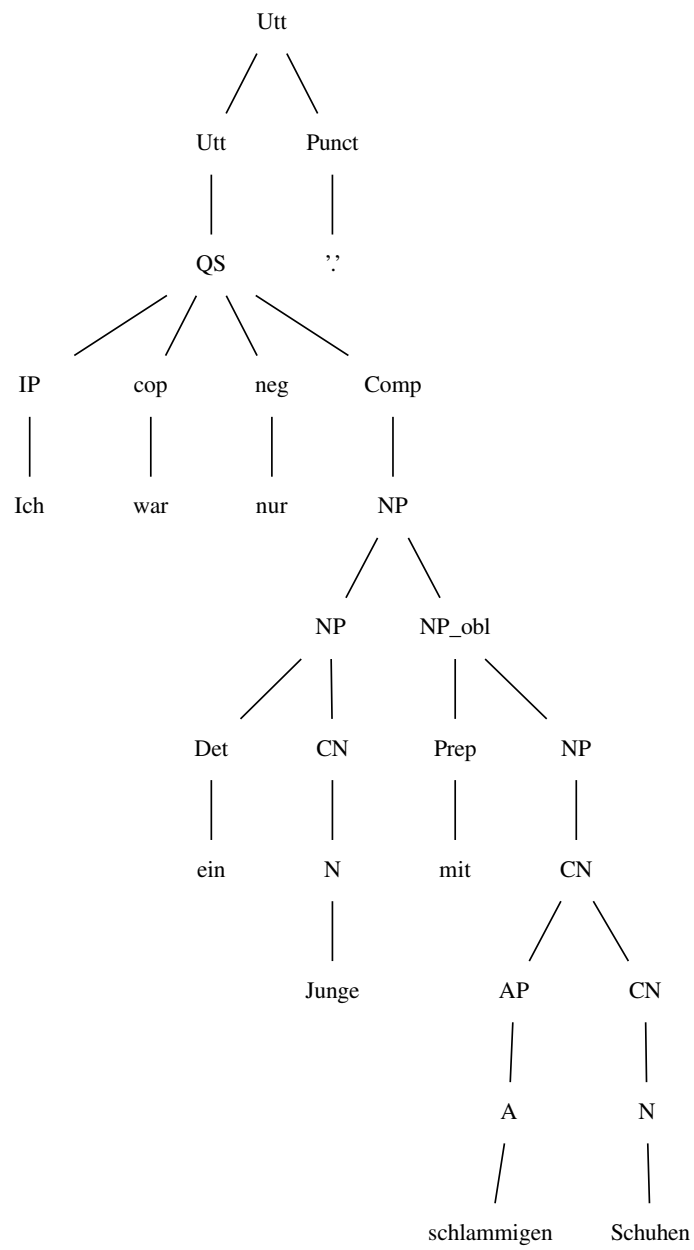 Utt
Utt Punct
QS '.'
IP cop neg Comp
Ich war nur NP
NP NP_obl
Det CN Prep NP
ein N mit CN
Junge AP CN
A N
schlammigen Schuhen